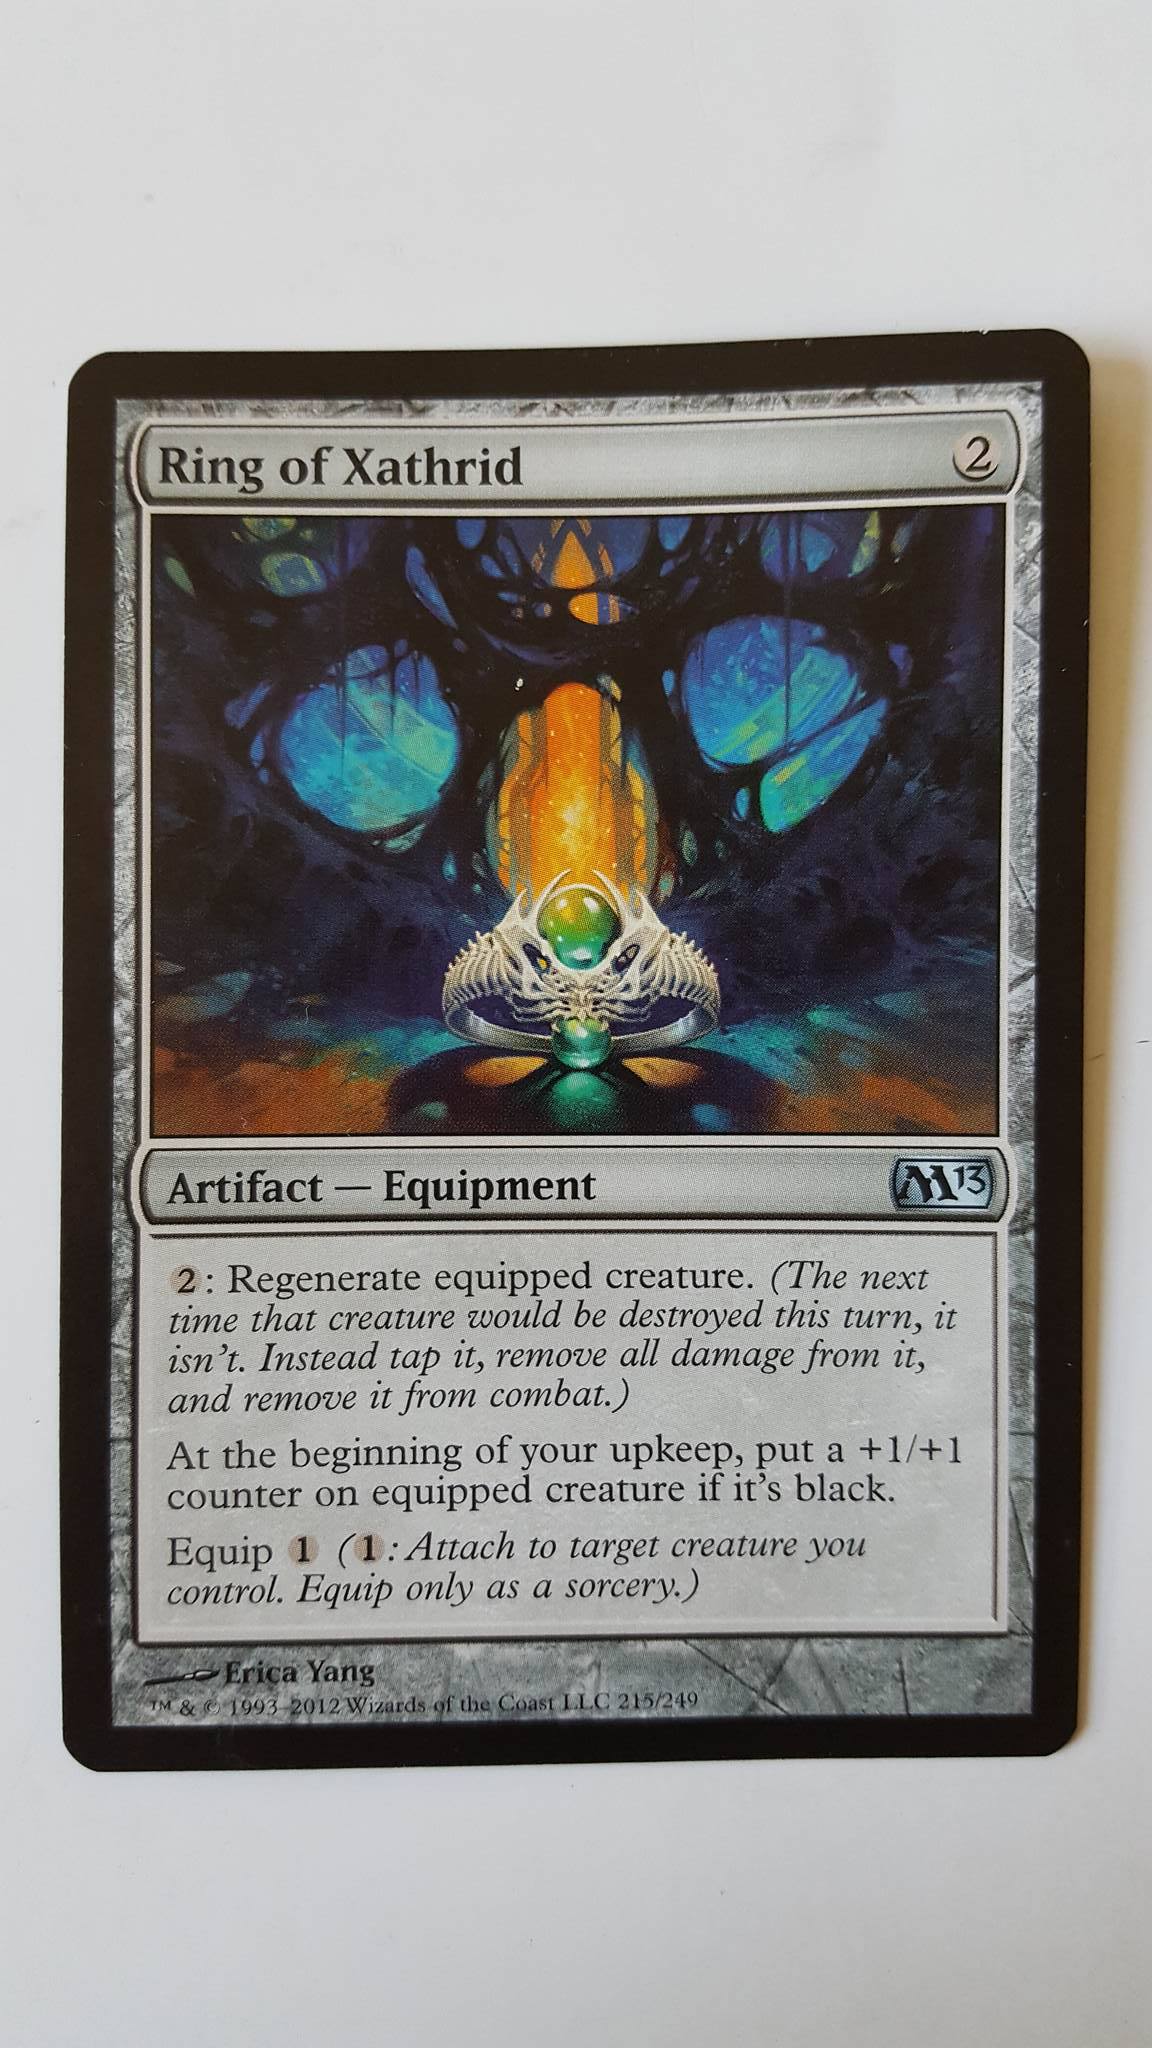 Ring of Xathrid 2
Artifact — Equipment M13
2: Regenerate equipped creature. (The next
time that creature would be destroyed this turn, it
isn't. Instead tap it, remove all damage from it,
and remove it from combat.)
At the beginning of your upkeep, put a +1/+1
counter on equipped creature if it's black.
Equip 1 (1: Attach to target creature you
control. Equip only as a sorcery.)
Erica Yang
™ & © 1993–2012 Wizards of the Coast LLC 215/249